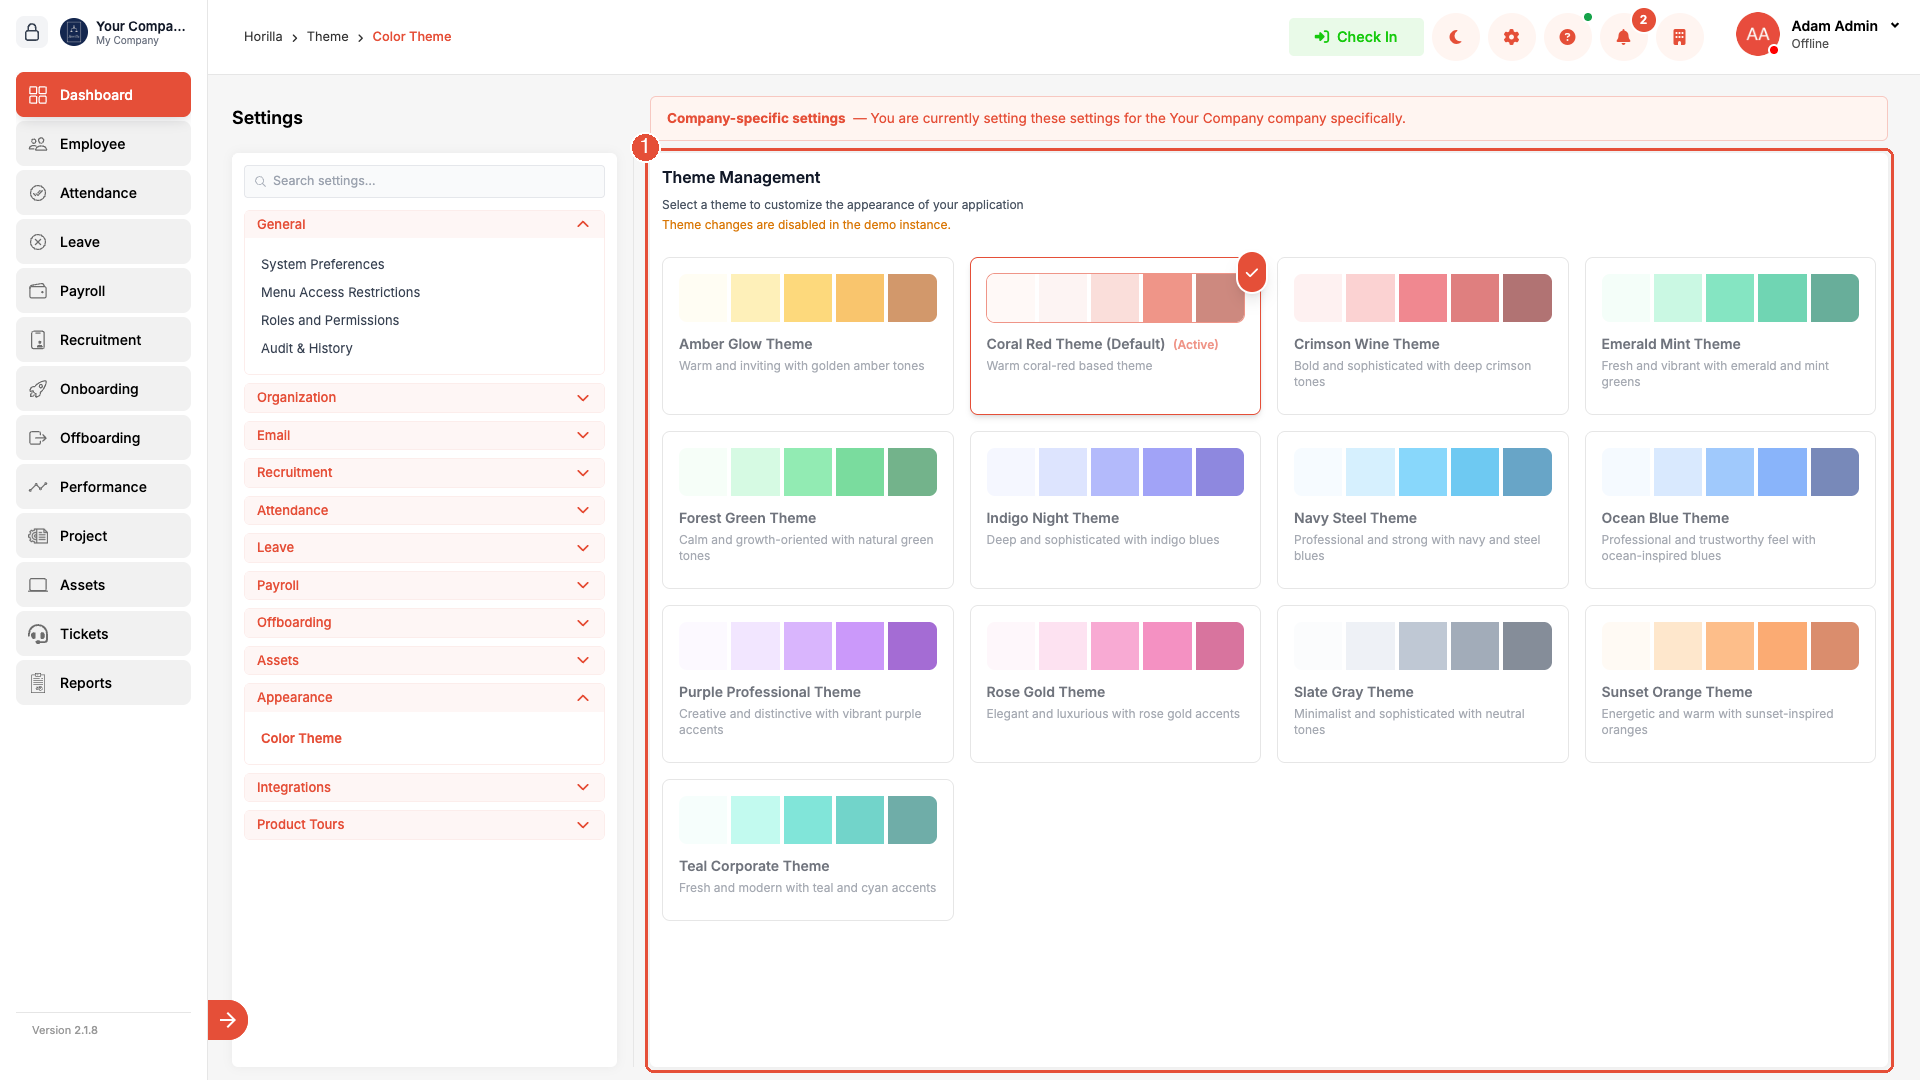 Your Compa...
My Company
Horilla
Theme
Color Theme
Check In
2
AA
Adam Admin
Offline
Dashboard
Employee
Attendance
Leave
Payroll
Recruitment
Onboarding
Offboarding
Performance
Project
Assets
Tickets
Reports
Version 2.1.8
Settings
Search settings...
General
System Preferences
Menu Access Restrictions
Roles and Permissions
Audit & History
Organization
Email
Recruitment
Attendance
Leave
Payroll
Offboarding
Assets
Appearance
Color Theme
Integrations
Product Tours
Company-specific settings — You are currently setting these settings for the Your Company company specifically.
1
Theme Management
Select a theme to customize the appearance of your application
Theme changes are disabled in the demo instance.
Amber Glow Theme
Warm and inviting with golden amber tones
Coral Red Theme (Default) (Active)
Warm coral-red based theme
Crimson Wine Theme
Bold and sophisticated with deep crimson
tones
Emerald Mint Theme
Fresh and vibrant with emerald and mint
greens
Forest Green Theme
Calm and growth-oriented with natural green
tones
Indigo Night Theme
Deep and sophisticated with indigo blues
Navy Steel Theme
Professional and strong with navy and steel
blues
Ocean Blue Theme
Professional and trustworthy feel with
ocean-inspired blues
Purple Professional Theme
Creative and distinctive with vibrant purple
accents
Rose Gold Theme
Elegant and luxurious with rose gold accents
Slate Gray Theme
Minimalist and sophisticated with neutral
tones
Sunset Orange Theme
Energetic and warm with sunset-inspired
oranges
Teal Corporate Theme
Fresh and modern with teal and cyan accents